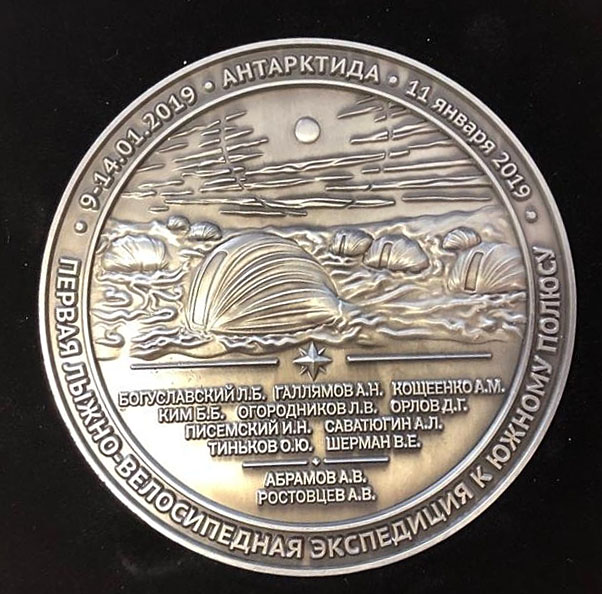 9-14.01.2019 • АНТАРКТИДА • 11 января 2019
ПЕРВАЯ ЛЫЖНО-ВЕЛОСИПЕДНАЯ ЭКСПЕДИЦИЯ К ЮЖНОМУ ПОЛЮСУ
БОГУСЛАВСКИЙ Л.Б. ГАЛЛЯМОВ А.Н. КОЩЕЕНКО А.М.
КИМ Б.Б. ОГОРОДНИКОВ Л.В. ОРЛОВ Д.Г.
ПИСЕМСКИЙ И.Н. САВАТЮГИН А.Л.
ТИНЬКОВ О.Ю. ШЕРМАН В.Е.
АБРАМОВ А.В.
РОСТОВЦЕВ А.В.